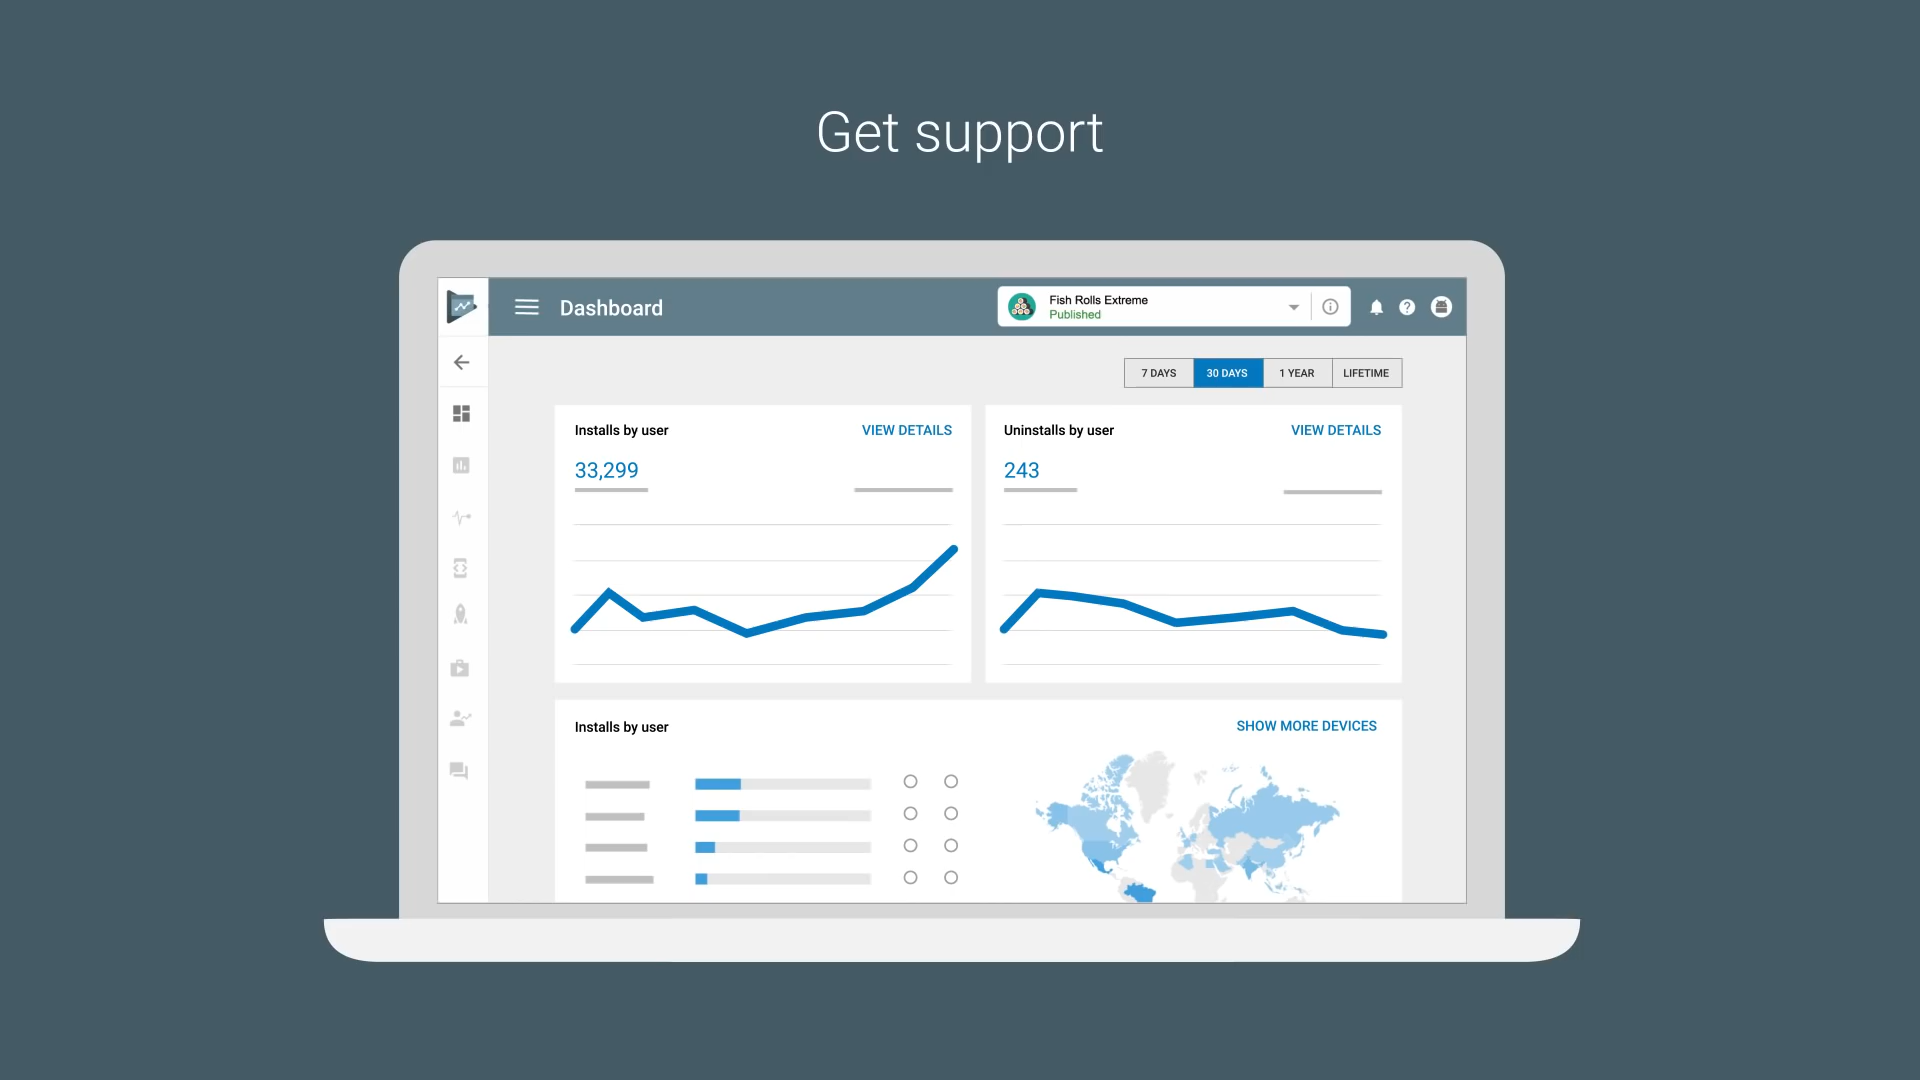 Get support
Dashboard
Fish Rolls Extreme
Published
7 DAYS
30 DAYS
1 YEAR
LIFETIME
Installs by user
VIEW DETAILS
33,299
Uninstalls by user
VIEW DETAILS
243
Installs by user
SHOW MORE DEVICES